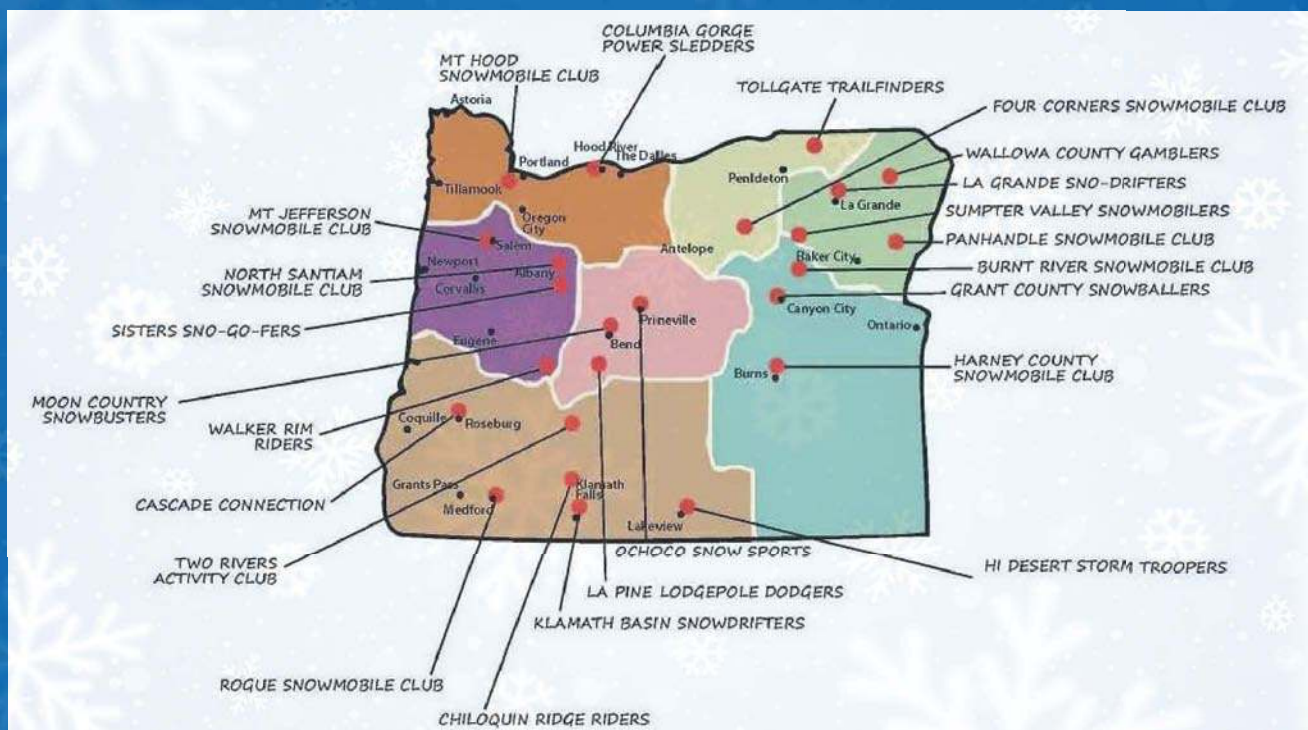 COLUMBIA GORGE
POWER SLEDDERS
MT HOOD
SNOWMOBILE CLUB
TOLLGATE TRAILFINDERS
FOUR CORNERS SNOWMOBILE CLUB
WALLOWA COUNTY GAMBLERS
LA GRANDE SNO-DRIFTERS
SUMPTER VALLEY SNOWMOBILERS
PANHANDLE SNOWMOBILE CLUB
BURNT RIVER SNOWMOBILE CLUB
GRANT COUNTY SNOWBALLERS
HARNEY COUNTY
SNOWMOBILE CLUB
MT JEFFERSON
SNOWMOBILE CLUB
NORTH SANTIAM
SNOWMOBILE CLUB
SISTERS SNO-GO-FERS
MOON COUNTRY
SNOWBUSTERS
WALKER RIM
RIDERS
CASCADE CONNECTION
TWO RIVERS
ACTIVITY CLUB
ROGUE SNOWMOBILE CLUB
CHILOQUIN RIDGE RIDERS
KLAMATH BASIN SNOWDRIFTERS
LA PINE LODGEPOLE DODGERS
OCHOCO SNOW SPORTS
HI DESERT STORM TROOPERS
Astoria
Portland
Hood River
The Dalles
Tillamook
Oregon
City
Penldeton
La Grande
Antelope
Baker City
Salem
Newport
Albany
Corvallis
Eugene
Prineville
Bend
Canyon City
Ontario
Burns
Coquille
Roseburg
Grants Pass
Medford
Klamath
Falls
Lakeview